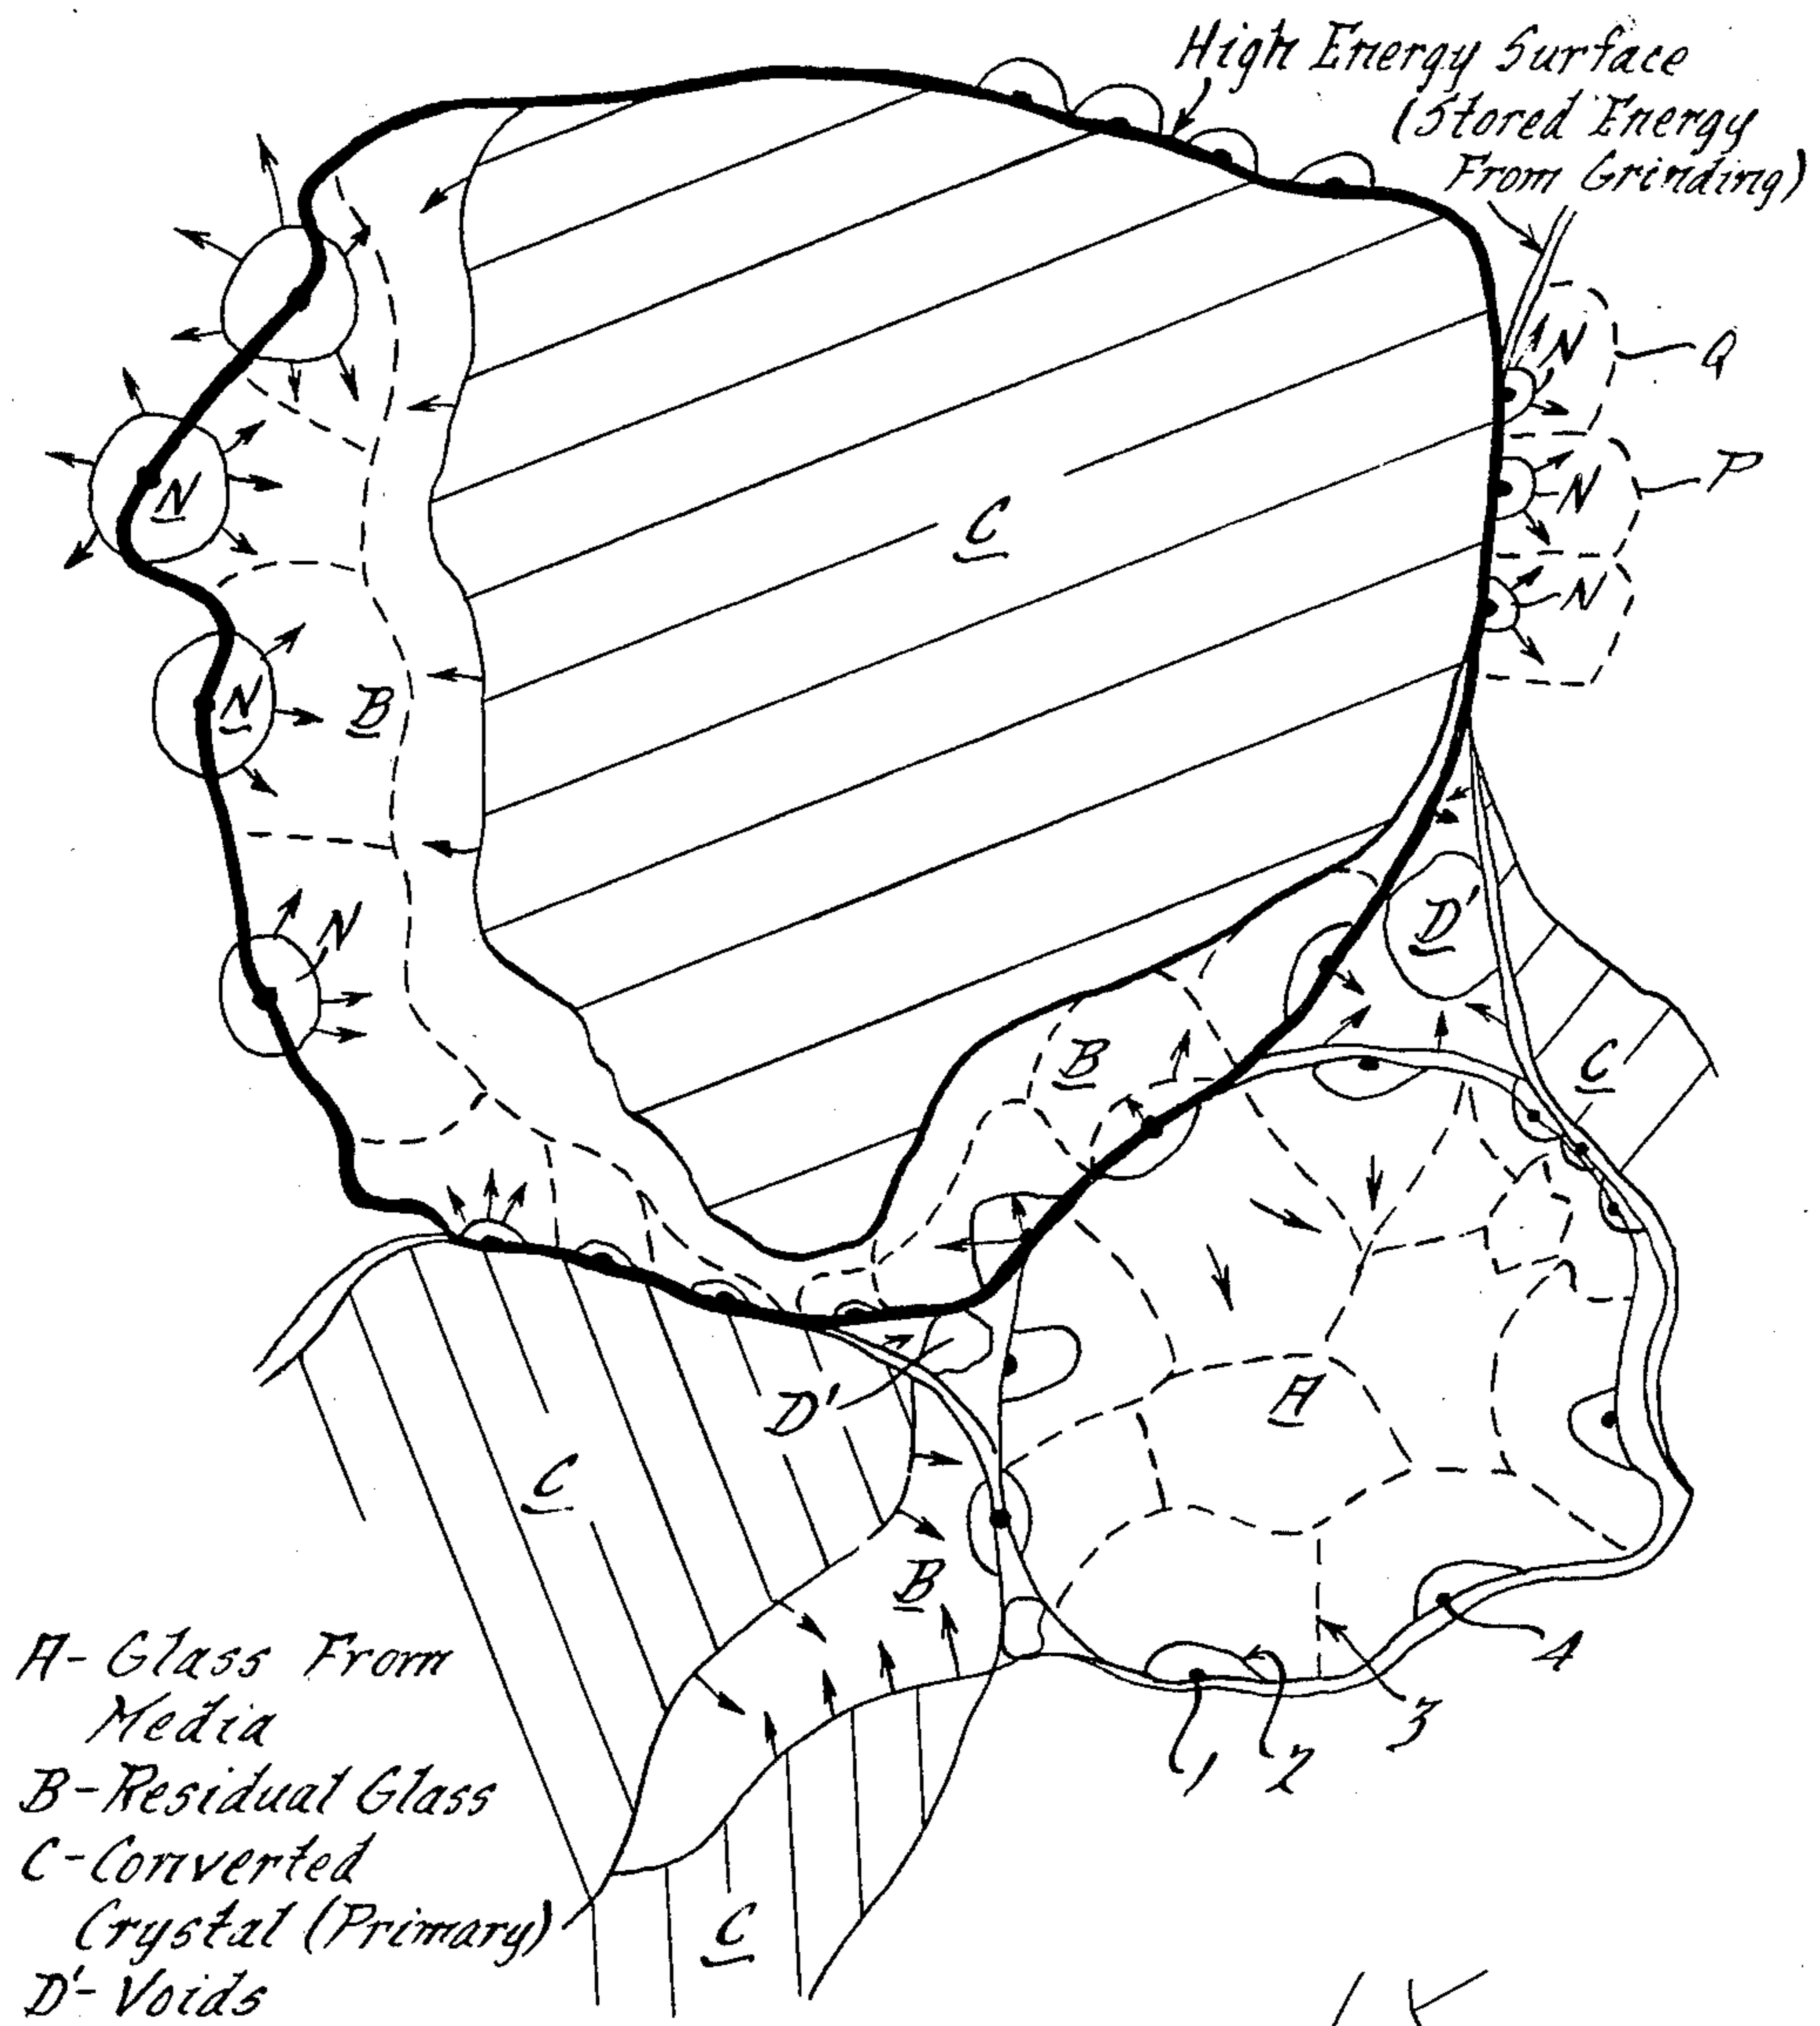 High Energy Surface
(Stored Energy
From Grinding)
N
Q
N
P
N
N
N
B
N
C
D'
B
C
D'
A
C
B
4
3
1
2
C
A- Glass From
Media
B- Residual Glass
C- Converted
Crystal (Primary)
D'- Voids